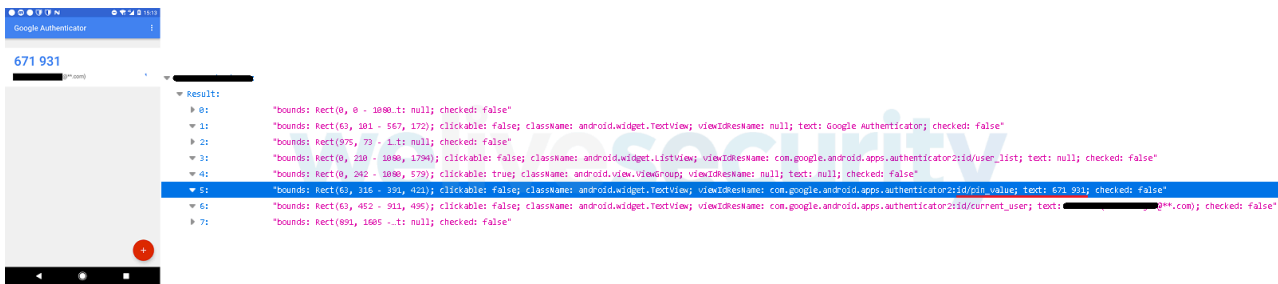 15:13
Google Authenticator
671 931
@**.com)
Result:
0: "bounds: Rect(0, 0 - 1080…t: null; checked: false"
1: "bounds: Rect(63, 101 - 567, 172); clickable: false; className: android.widget.TextView; viewIdResName: null; text: Google Authenticator; checked: false"
2: "bounds: Rect(975, 73 - 1…t: null; checked: false"
3: "bounds: Rect(0, 210 - 1080, 1794); clickable: false; className: android.widget.ListView; viewIdResName: com.google.android.apps.authenticator2:id/user_list; text: null; checked: false"
4: "bounds: Rect(0, 242 - 1080, 579); clickable: true; className: android.view.ViewGroup; viewIdResName: null; text: null; checked: false"
5: "bounds: Rect(63, 316 - 391, 421); clickable: false; className: android.widget.TextView; viewIdResName: com.google.android.apps.authenticator2:id/pin_value; text: 671 931; checked: false"
6: "bounds: Rect(63, 452 - 911, 495); clickable: false; className: android.widget.TextView; viewIdResName: com.google.android.apps.authenticator2:id/current_user; text: @**.com); checked: false"
7: "bounds: Rect(891, 1605 -…t: null; checked: false"